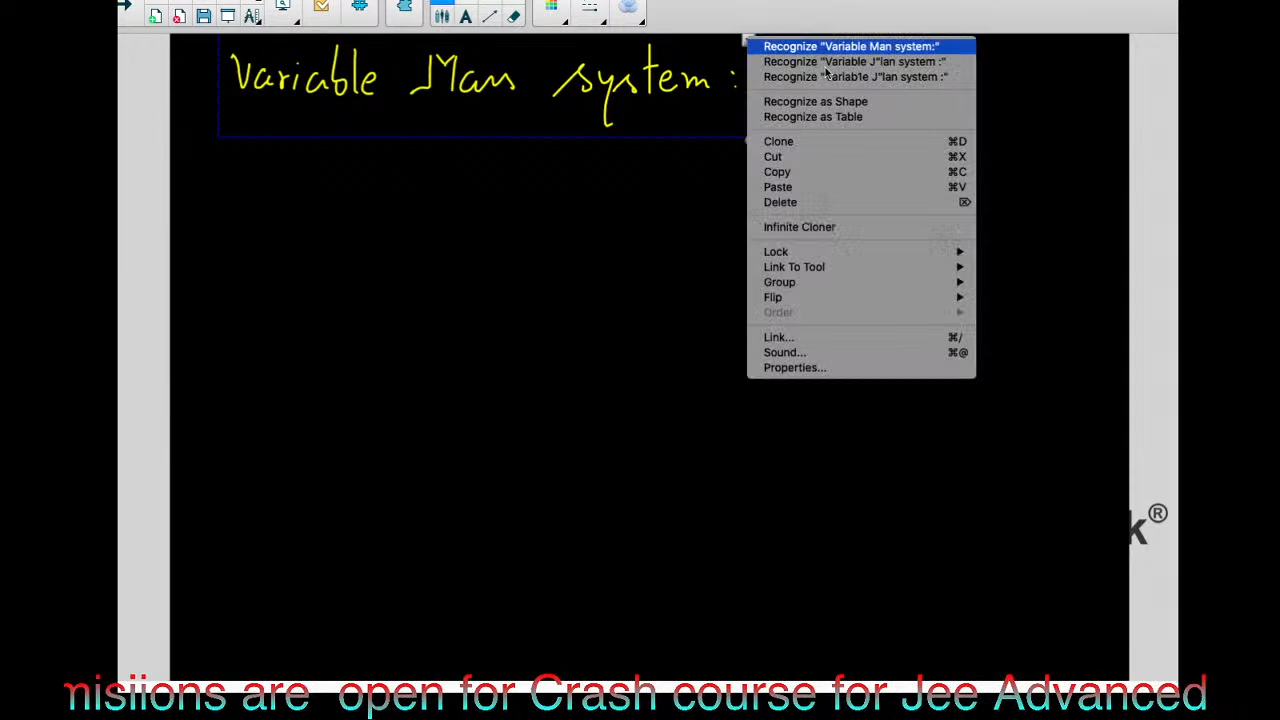 Variable Mass system :
Recognize "Variable Man system:"
Recognize "Variable J"lan system :"
Recognize "Variab1e J"lan system :"
Recognize as Shape
Recognize as Table
Clone ⌘D
Cut ⌘X
Copy ⌘C
Paste ⌘V
Delete ⌦
Infinite Cloner
Lock ▶
Link To Tool ▶
Group ▶
Flip ▶
Order ▶
Link... ⌘/
Sound... ⌘@
Properties...
k®
misiions are open for Crash course for Jee Advanced